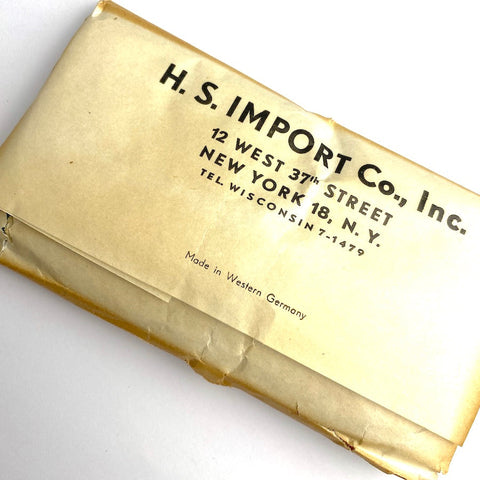 H. S. IMPORT Co., Inc.
12 WEST 37th STREET
NEW YORK 18, N. Y.
TEL. WISCONSIN 7-1479
Made in Western Germany